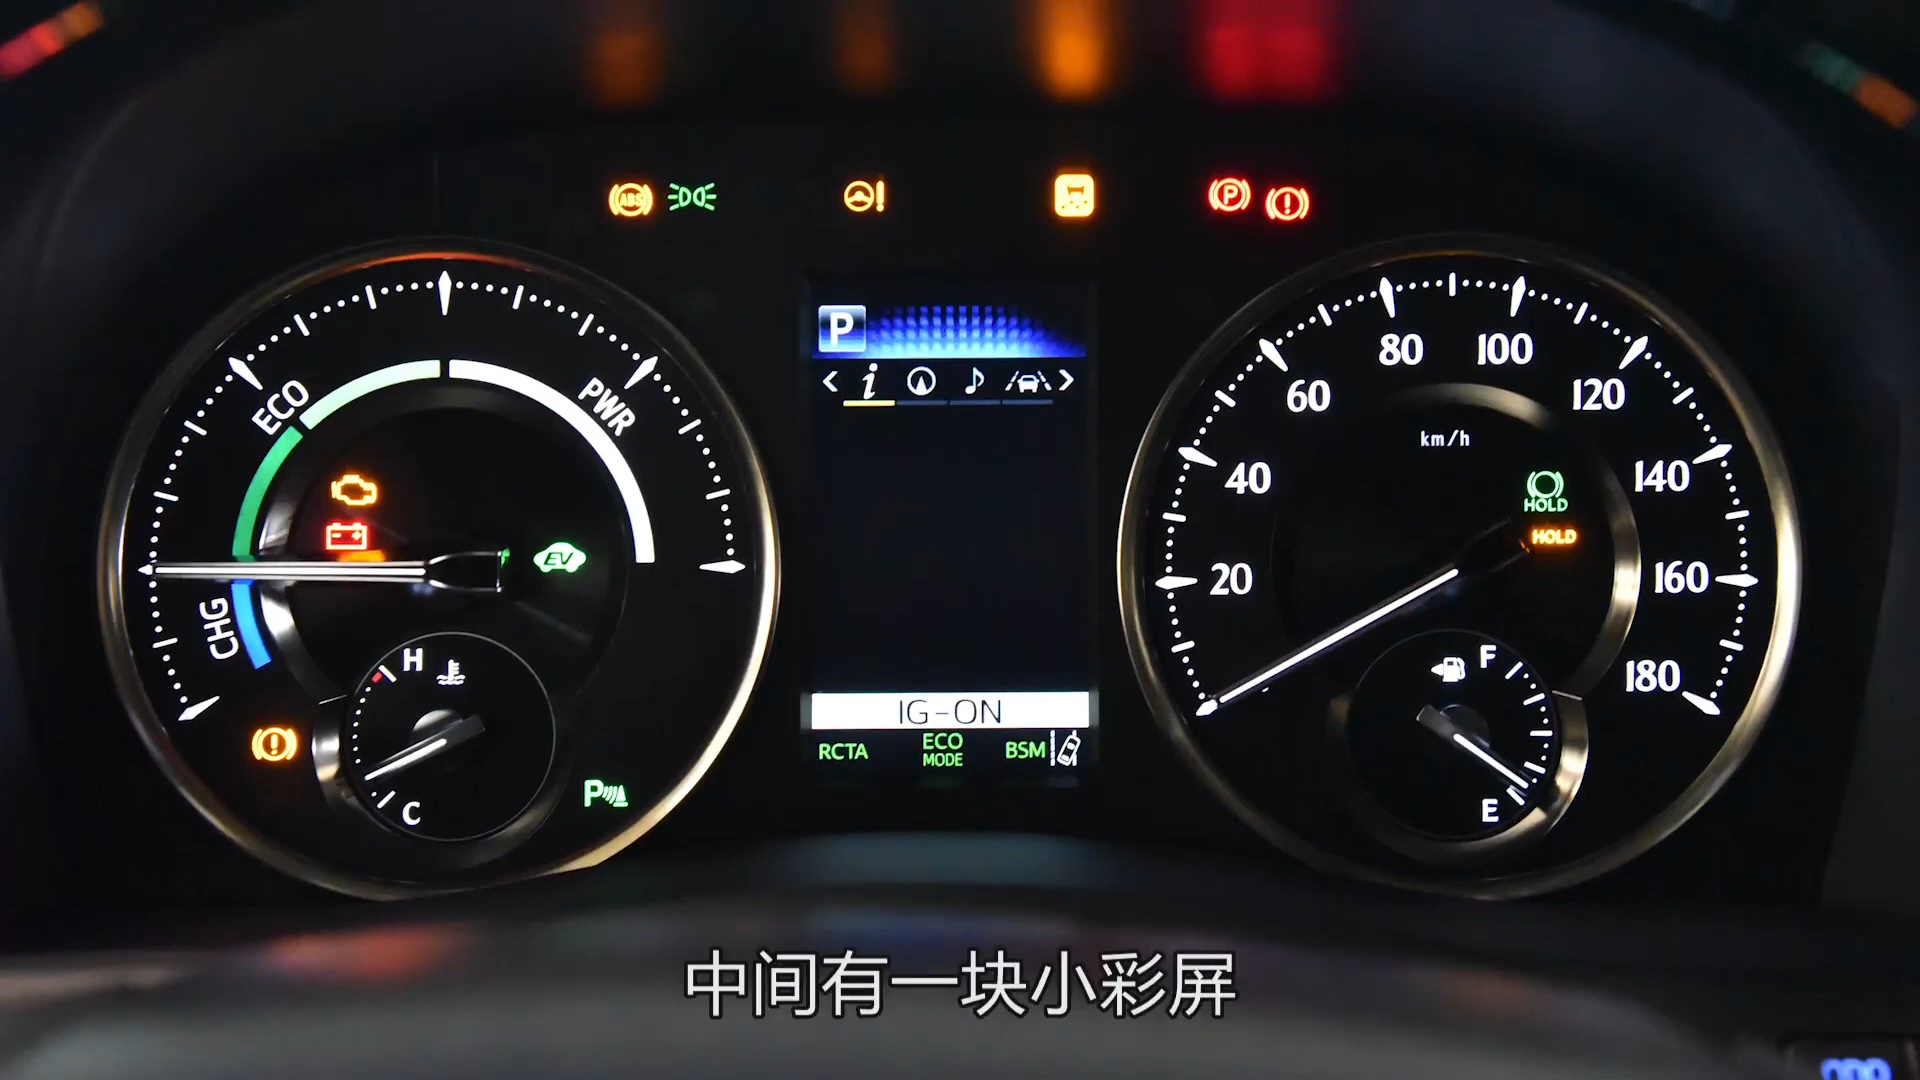 ABS
P
P
ECO
PWR
CHG
EV
H
C
P
IG-ON
RCTA
ECO
MODE
BSM
80
100
60
120
km/h
40
140
HOLD
HOLD
20
160
180
F
E
中间有一块小彩屏